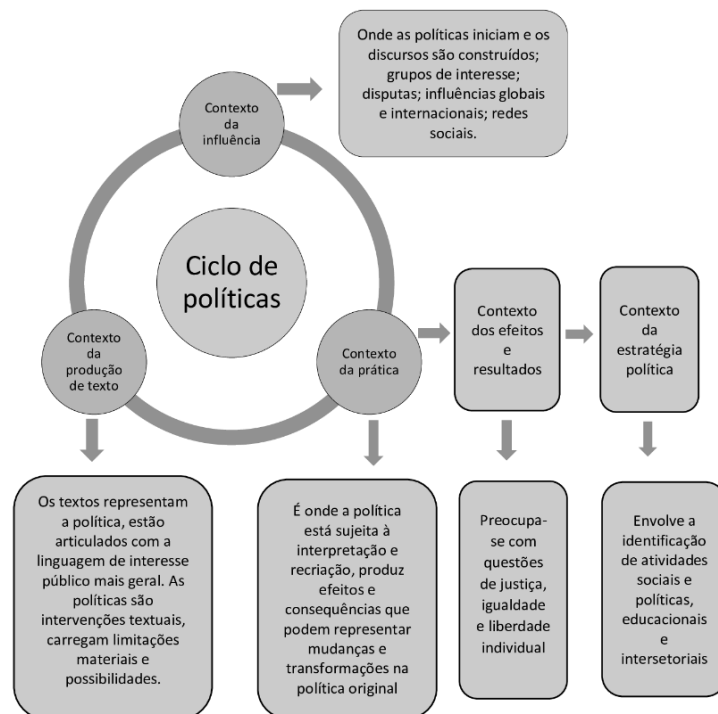 Onde as políticas iniciam e os
discursos são construídos;
grupos de interesse;
disputas; influências globais
e internacionais; redes
sociais.
Contexto
da
influência
Ciclo de
políticas
Contexto
da
produção
de texto
Contexto
da prática
Contexto
dos efeitos
e
resultados
Contexto
da
estratégia
política
Os textos representam
a política, estão
articulados com a
linguagem de interesse
público mais geral. As
políticas são
intervenções textuais,
carregam limitações
materiais e
possibilidades.
É onde a política
está sujeita à
interpretação e
recriação, produz
efeitos e
consequências que
podem representar
mudanças e
transformações na
política original
Preocupa-
se com
questões
de justiça,
igualdade
e liberdade
individual
Envolve a
identificação
de atividades
sociais e
políticas,
educacionais
e
intersetoriais